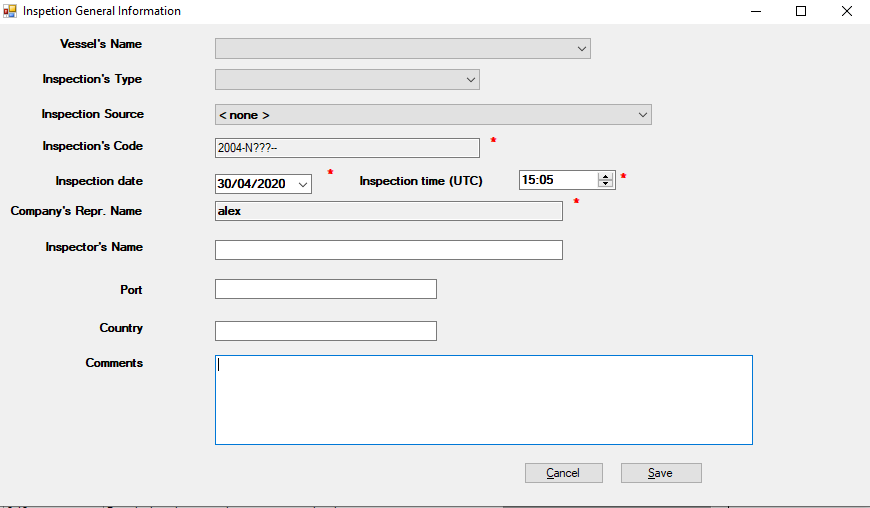 Inspetion General Information
Vessel's Name
Inspection's Type
Inspection Source < none >
Inspection's Code 2004-N???-- *
Inspection date 30/04/2020 * Inspection time (UTC) 15:05 *
Company's Repr. Name alex *
Inspector's Name
Port
Country
Comments
Cancel Save